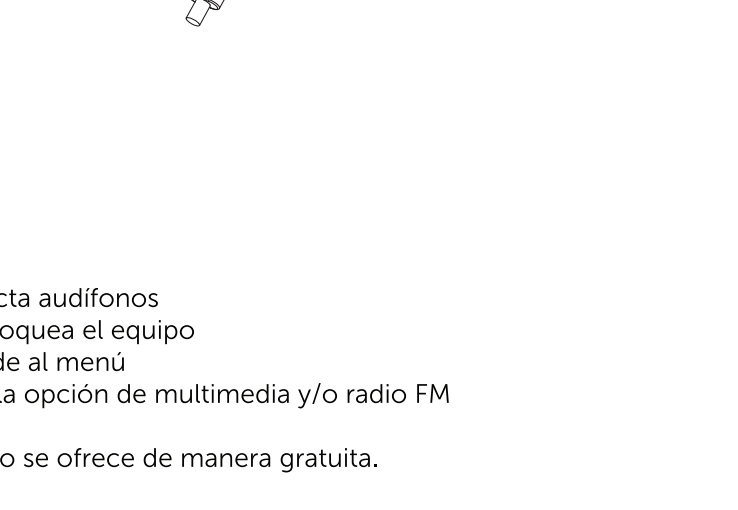 cta audífonos
oquea el equipo
de al menú
la opción de multimedia y/o radio FM
o se ofrece de manera gratuita.